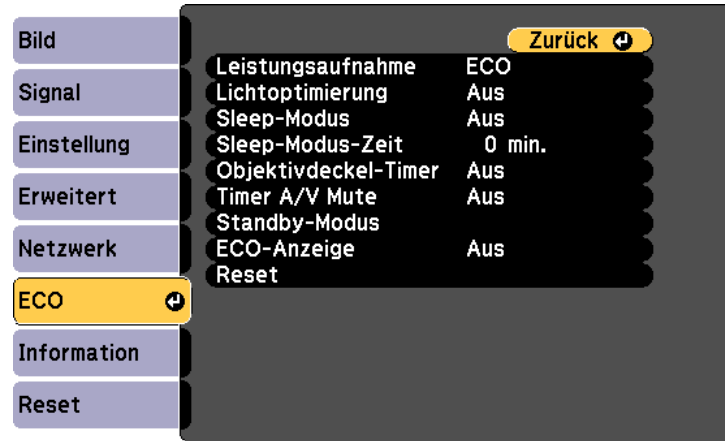 Bild
Signal
Einstellung
Erweitert
Netzwerk
ECO
Information
Reset
Zurück
Leistungsaufnahme ECO
Lichtoptimierung Aus
Sleep-Modus Aus
Sleep-Modus-Zeit 0 min.
Objektivdeckel-Timer Aus
Timer A/V Mute Aus
Standby-Modus
ECO-Anzeige Aus
Reset